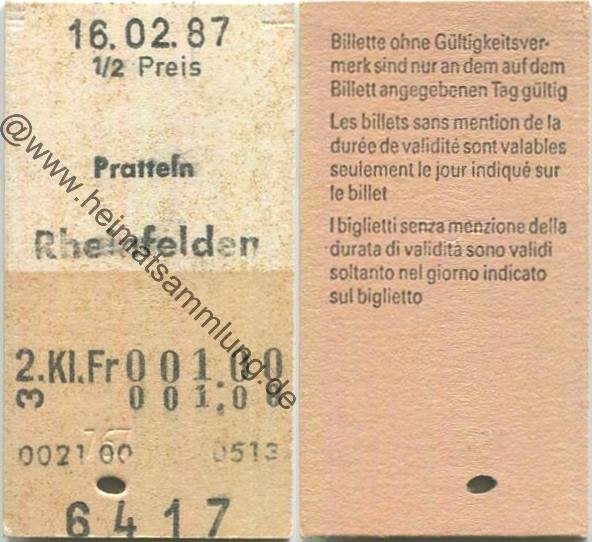 16.02.87
1/2 Preis
Pratteln
Rheinfelden
2.Kl.Fr 001.00
3
001.00
0021 00 0513
6417
@www.heimatsammlung.de
Billette ohne Gültigkeitsver-
merk sind nur an dem auf dem
Billett angegebenen Tag gültig
Les billets sans mention de la
durée de validité sont valables
seulement le jour indiqué sur
le billet
I biglietti senza menzione della
durata di validità sono validi
soltanto nel giorno indicato
sul biglietto